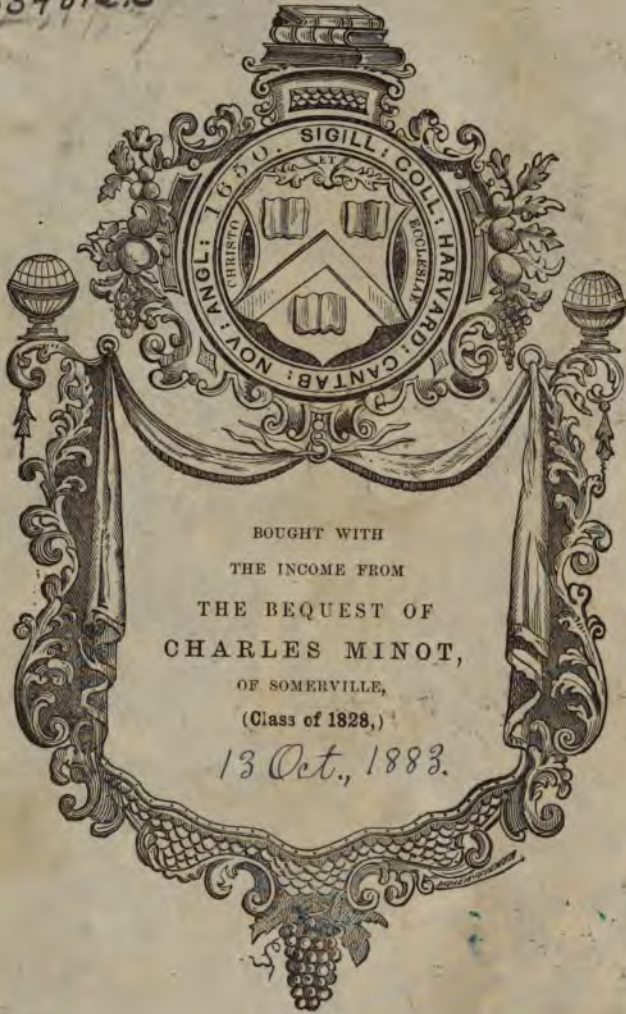 SIGILL: COLL: HARVARD: CANTAB: NOV: ANGL: 1650.
ET
CHRISTO
ECCLESIAE
BOUGHT WITH
THE INCOME FROM
THE BEQUEST OF
CHARLES MINOT,
OF SOMERVILLE,
(Class of 1828,)
13 Oct., 1883.